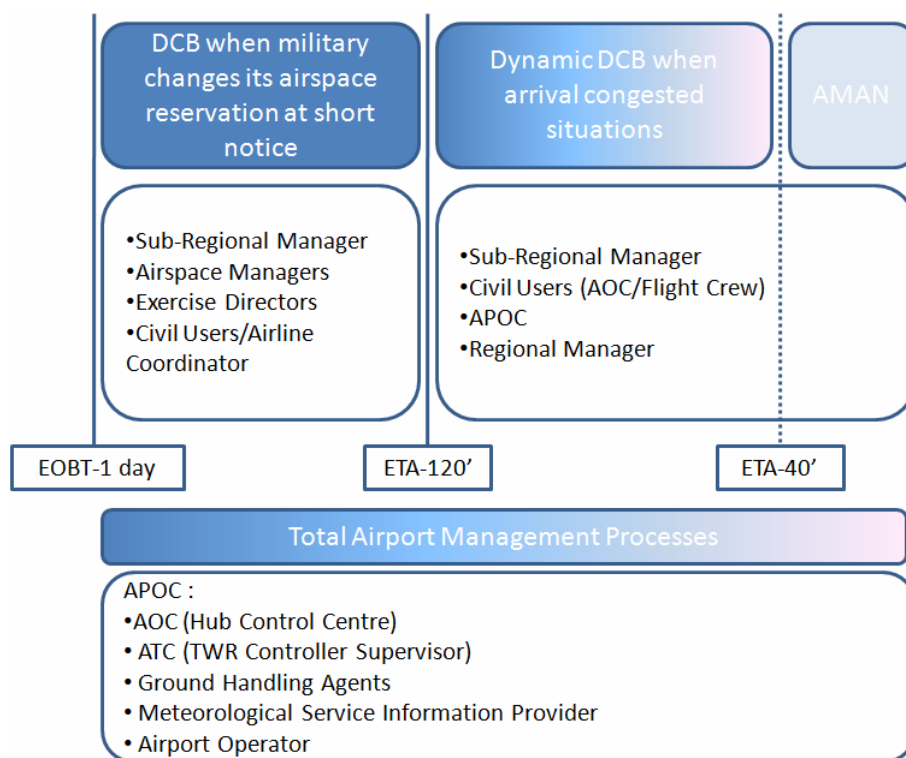 DCB when military
changes its airspace
reservation at short
notice
Dynamic DCB when
arrival congested
situations
AMAN
•Sub-Regional Manager
•Airspace Managers
•Exercise Directors
•Civil Users/Airline
Coordinator
•Sub-Regional Manager
•Civil Users (AOC/Flight Crew)
•APOC
•Regional Manager
EOBT-1 day
ETA-120’
ETA-40’
Total Airport Management Processes
APOC :
•AOC (Hub Control Centre)
• ATC (TWR Controller Supervisor)
• Ground Handling Agents
• Meteorological Service Information Provider
• Airport Operator